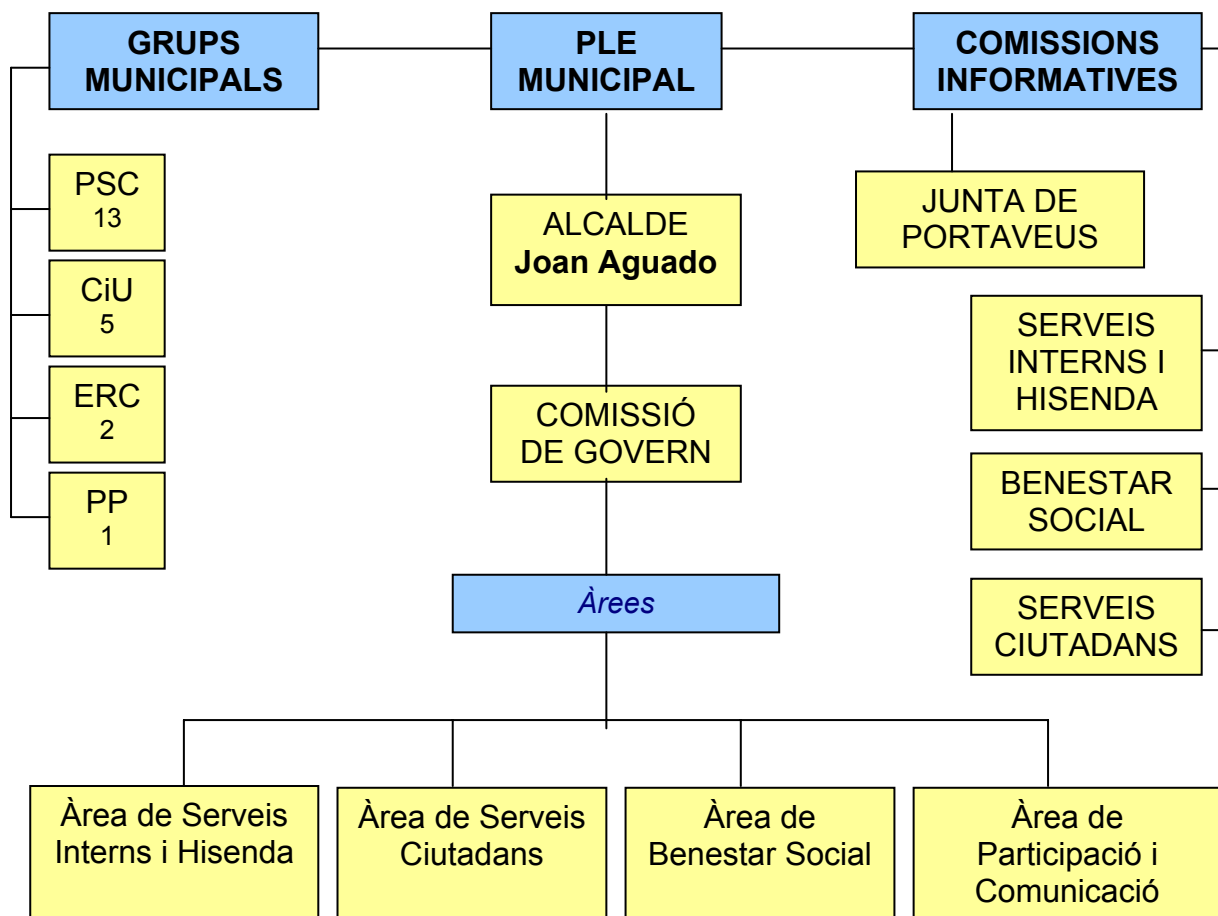 GRUPS
MUNICIPALS
PLE
MUNICIPAL
COMISSIONS
INFORMATIVES
PSC
13
CiU
5
ERC
2
PP
1
ALCALDE
Joan Aguado
COMISSIÓ
DE GOVERN
JUNTA DE
PORTAVEUS
SERVEIS
INTERNS I
HISENDA
BENESTAR
SOCIAL
SERVEIS
CIUTADANS
Àrees
Àrea de Serveis
Interns i Hisenda
Àrea de Serveis
Ciutadans
Àrea de
Benestar Social
Àrea de
Participació i
Comunicació